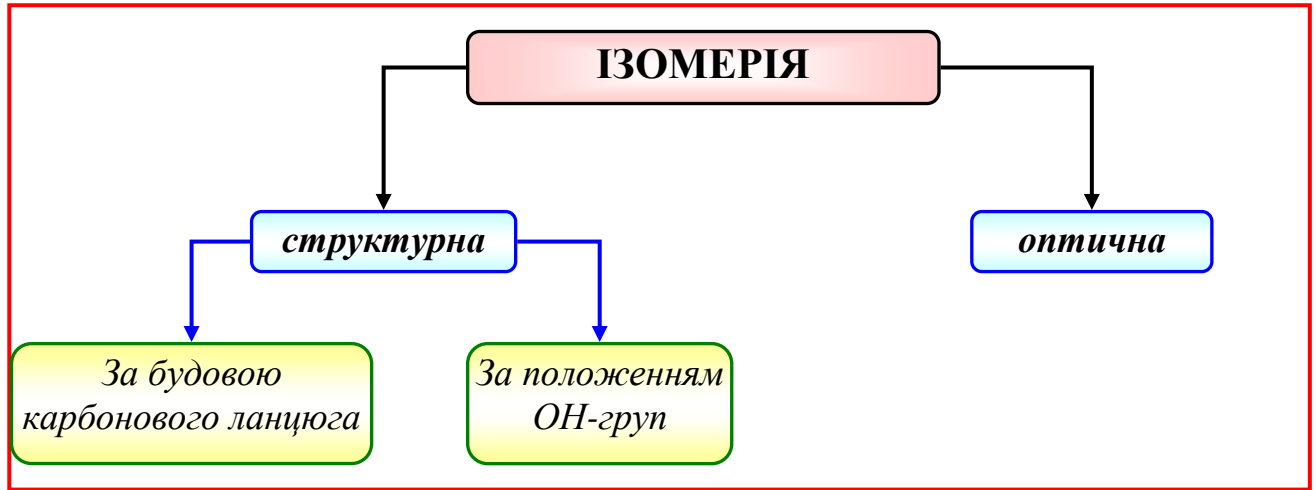 ІЗОМЕРІЯ
структурна
оптична
За будовою
карбонового ланцюга
За положенням
ОН-груп